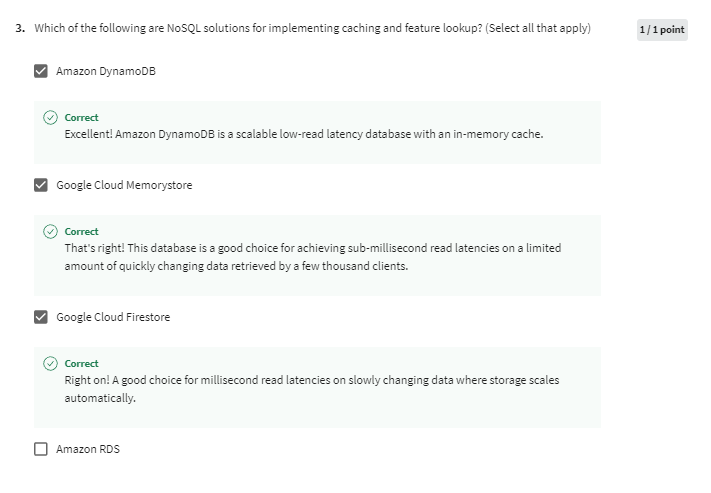 3. Which of the following are NoSQL solutions for implementing caching and feature lookup? (Select all that apply)
1 / 1 point
Amazon DynamoDB
Correct
Excellent! Amazon DynamoDB is a scalable low-read latency database with an in-memory cache.
Google Cloud Memorystore
Correct
That's right! This database is a good choice for achieving sub-millisecond read latencies on a limited
amount of quickly changing data retrieved by a few thousand clients.
Google Cloud Firestore
Correct
Right on! A good choice for millisecond read latencies on slowly changing data where storage scales
automatically.
Amazon RDS